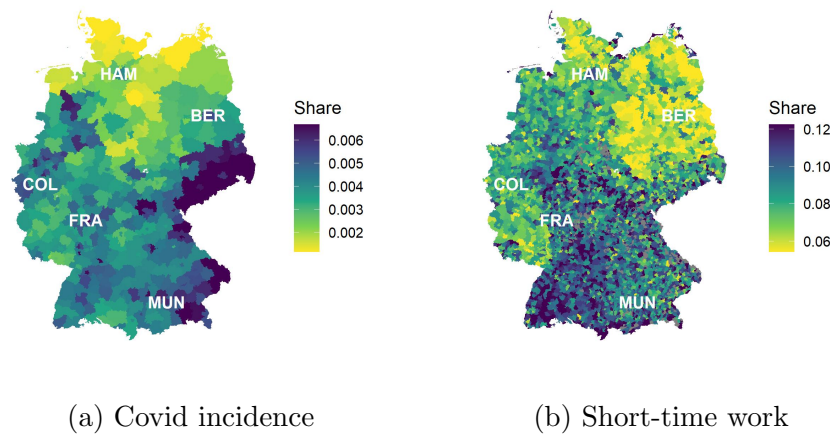 HAM
BER
COL
FRA
MUN
Share
0.006
0.005
0.004
0.003
0.002
HAM
BER
COL
FRA
MUN
Share
0.12
0.10
0.08
0.06
(a) Covid incidence
(b) Short-time work